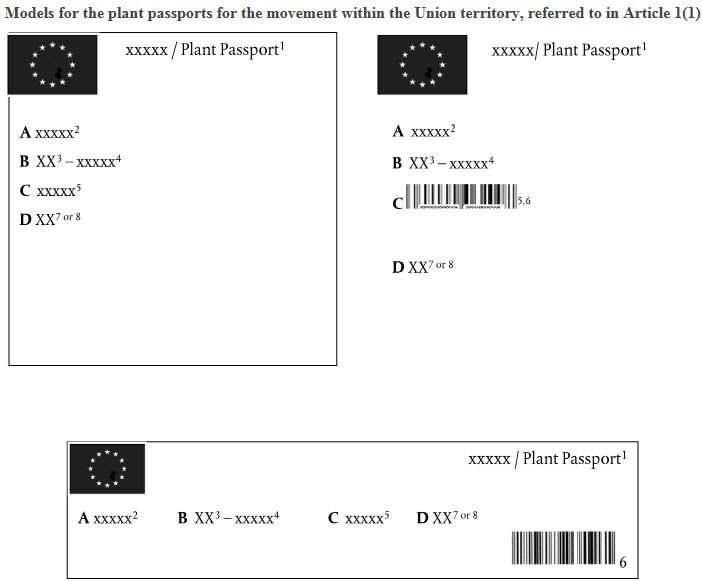 Models for the plant passports for the movement within the Union territory, referred to in Article 1(1)
xxxxx / Plant Passport¹
A xxxxx²
B XX³ – xxxxx⁴
C xxxxx⁵
D XX⁷ ᵒʳ ⁸
xxxxx/ Plant Passport¹
A xxxxx²
B XX³ – xxxxx⁴
C 5,6
D XX⁷ ᵒʳ ⁸
xxxxx / Plant Passport¹
A xxxxx² B XX³ – xxxxx⁴ C xxxxx⁵ D XX⁷ ᵒʳ ⁸
6